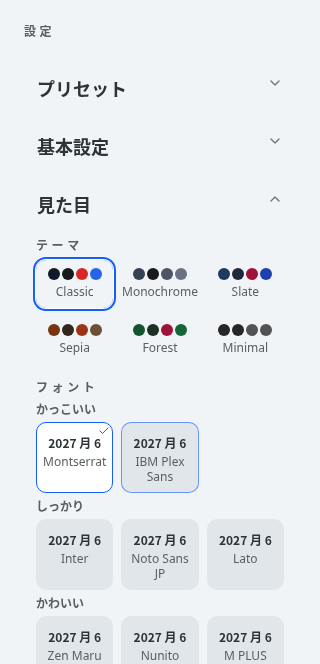 設定
プリセット
基本設定
見た目
テーマ
Classic
Monochrome
Slate
Sepia
Forest
Minimal
フォント
かっこいい
2027 月 6
2027 月 6
Montserrat
IBM Plex
Sans
しっかり
2027 月 6
2027 月 6
2027 月 6
Inter
Noto Sans
JP
Lato
かわいい
2027 月 6
2027 月 6
2027 月 6
Zen Maru
Nunito
M PLUS